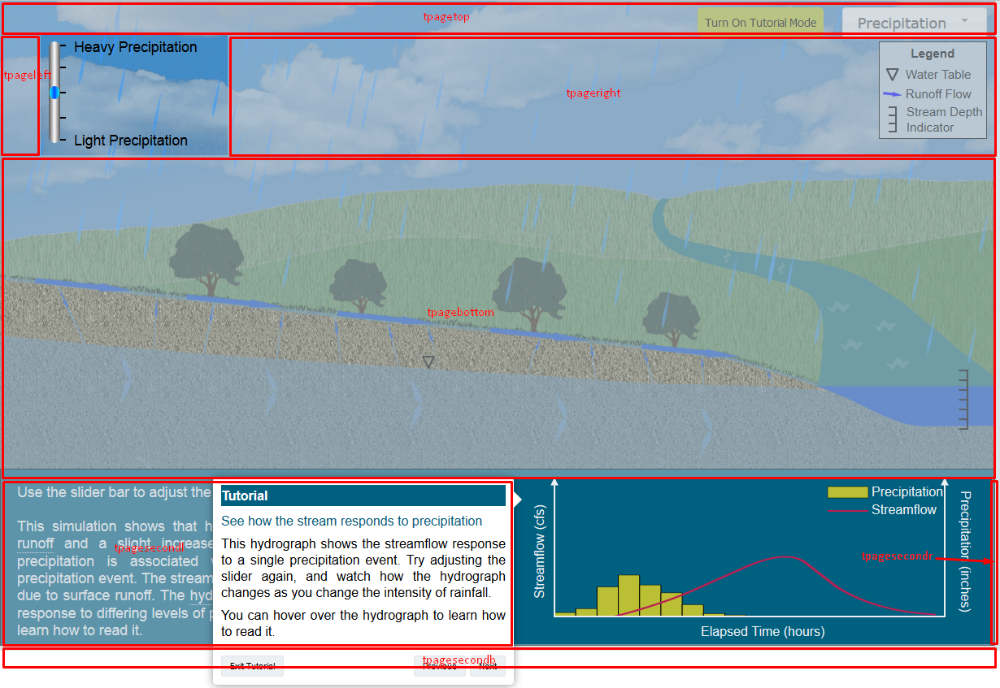 tpagetop
Turn On Tutorial Mode
Precipitation
Heavy Precipitation
tpageleft
tpageright
Light Precipitation
Legend
Water Table
Runoff Flow
Stream Depth
Indicator
tpagebottom
Use the slider bar to adjust the
This simulation shows that h
runoff and a slight increase
precipitation is associated
precipitation event. The stream
due to surface runoff. The hyd
response to differing levels of p
learn how to read it.
tpagesecondl
Tutorial
See how the stream responds to precipitation
This hydrograph shows the streamflow response
to a single precipitation event. Try adjusting the
slider again, and watch how the hydrograph
changes as you change the intensity of rainfall.
You can hover over the hydrograph to learn how
to read it.
Exit Tutorial
Previous
Next
tpagesecondb
Streamflow (cfs)
Precipitation
Streamflow
Precipitation (inches)
tpagesecondr
Elapsed Time (hours)